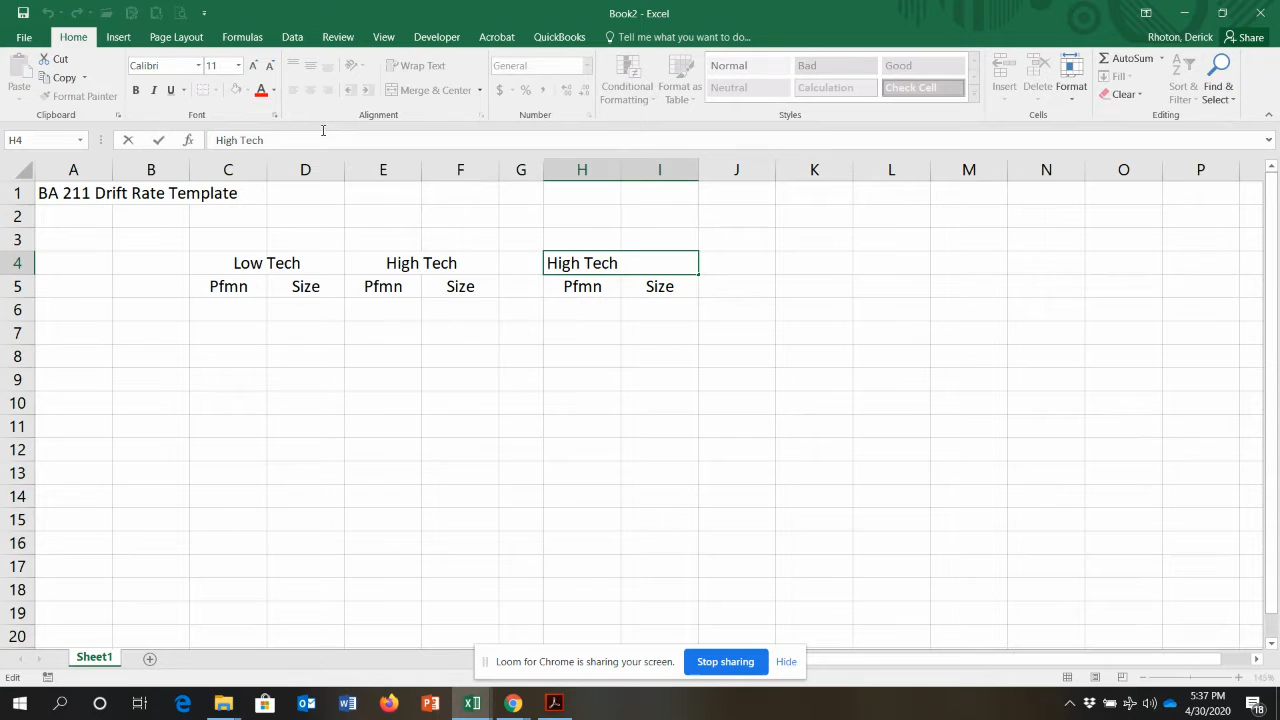 Book2 - Excel
File Home Insert Page Layout Formulas Data Review View Developer Acrobat QuickBooks Tell me what you want to do... Rhoton, Derick Share
Paste Cut Copy Format Painter Clipboard
Calibri 11 A A B I U A Font
Wrap Text Merge & Center Alignment
General $ % , Number
Conditional Formatting Format as Table Normal Bad Good Neutral Calculation Check Cell Styles
Insert Delete Format Cells
AutoSum Fill Clear Sort & Filter Find & Select Editing
H4 fx High Tech
A B C D E F G H I J K L M N O P
1 BA 211 Drift Rate Template
2
3
4 Low Tech High Tech High Tech
5 Pfmn Size Pfmn Size Pfmn Size
6
7
8
9
10
11
12
13
14
15
16
17
18
19
20
Sheet1
Loom for Chrome is sharing your screen. Stop sharing Hide
Edit 145%
5:37 PM
4/30/2020
18